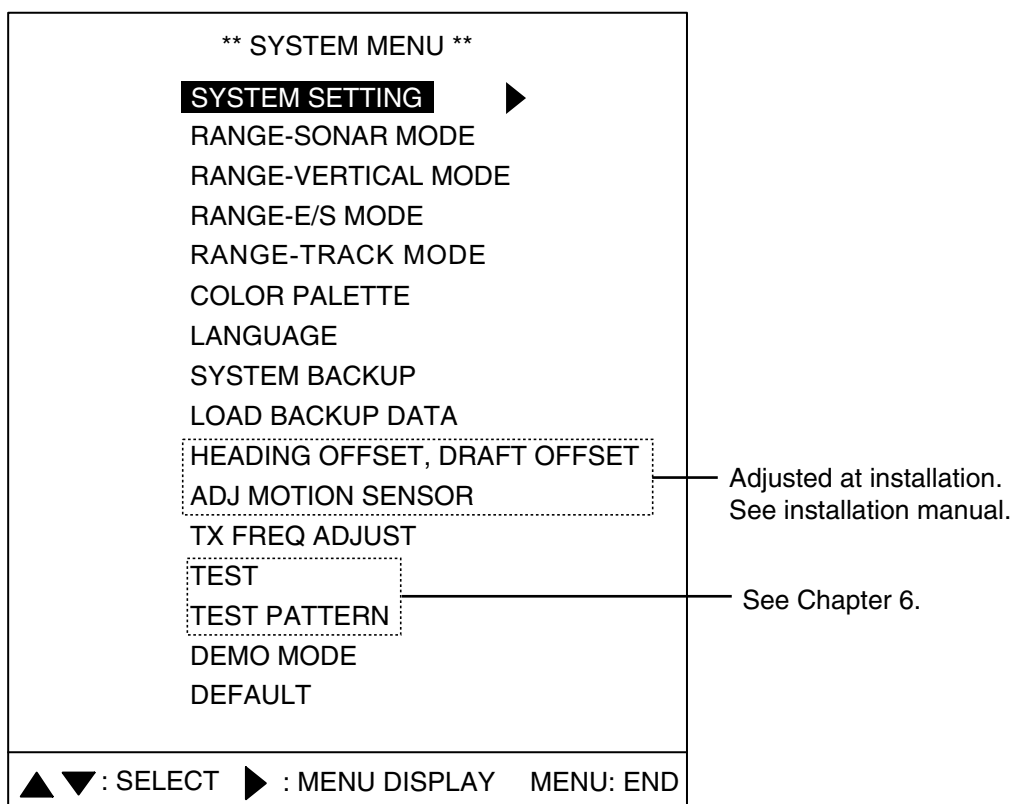 ** SYSTEM MENU **
SYSTEM SETTING ▶
RANGE-SONAR MODE
RANGE-VERTICAL MODE
RANGE-E/S MODE
RANGE-TRACK MODE
COLOR PALETTE
LANGUAGE
SYSTEM BACKUP
LOAD BACKUP DATA
HEADING OFFSET, DRAFT OFFSET
ADJ MOTION SENSOR
Adjusted at installation.
See installation manual.
TX FREQ ADJUST
TEST
TEST PATTERN
See Chapter 6.
DEMO MODE
DEFAULT
▲ ▼ : SELECT ▶ : MENU DISPLAY MENU: END